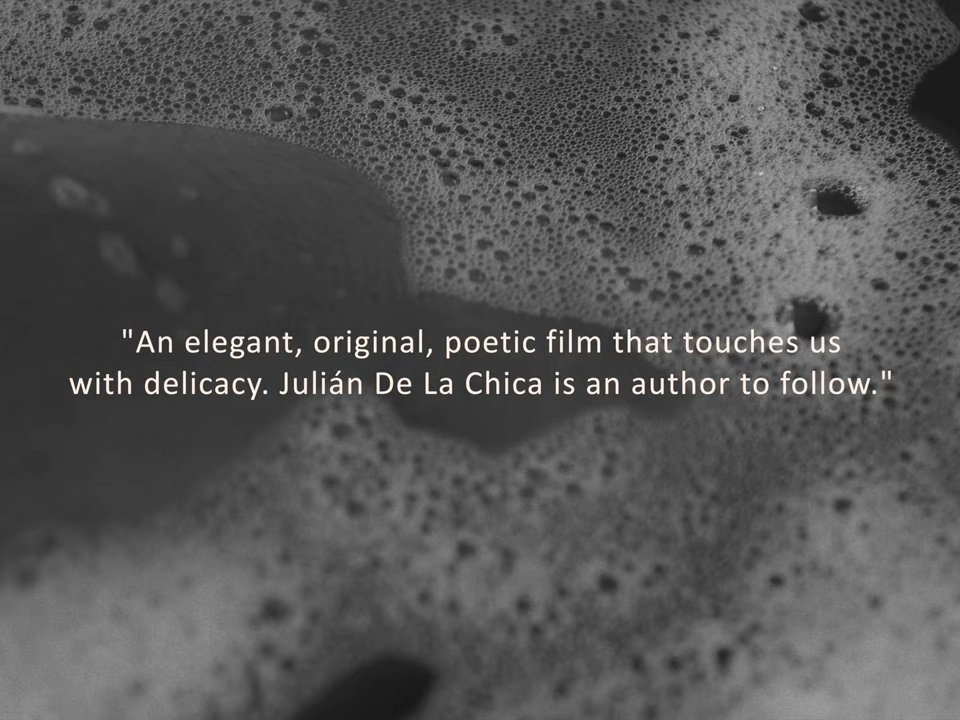 "An elegant, original, poetic film that touches us
with delicacy. Julián De La Chica is an author to follow."